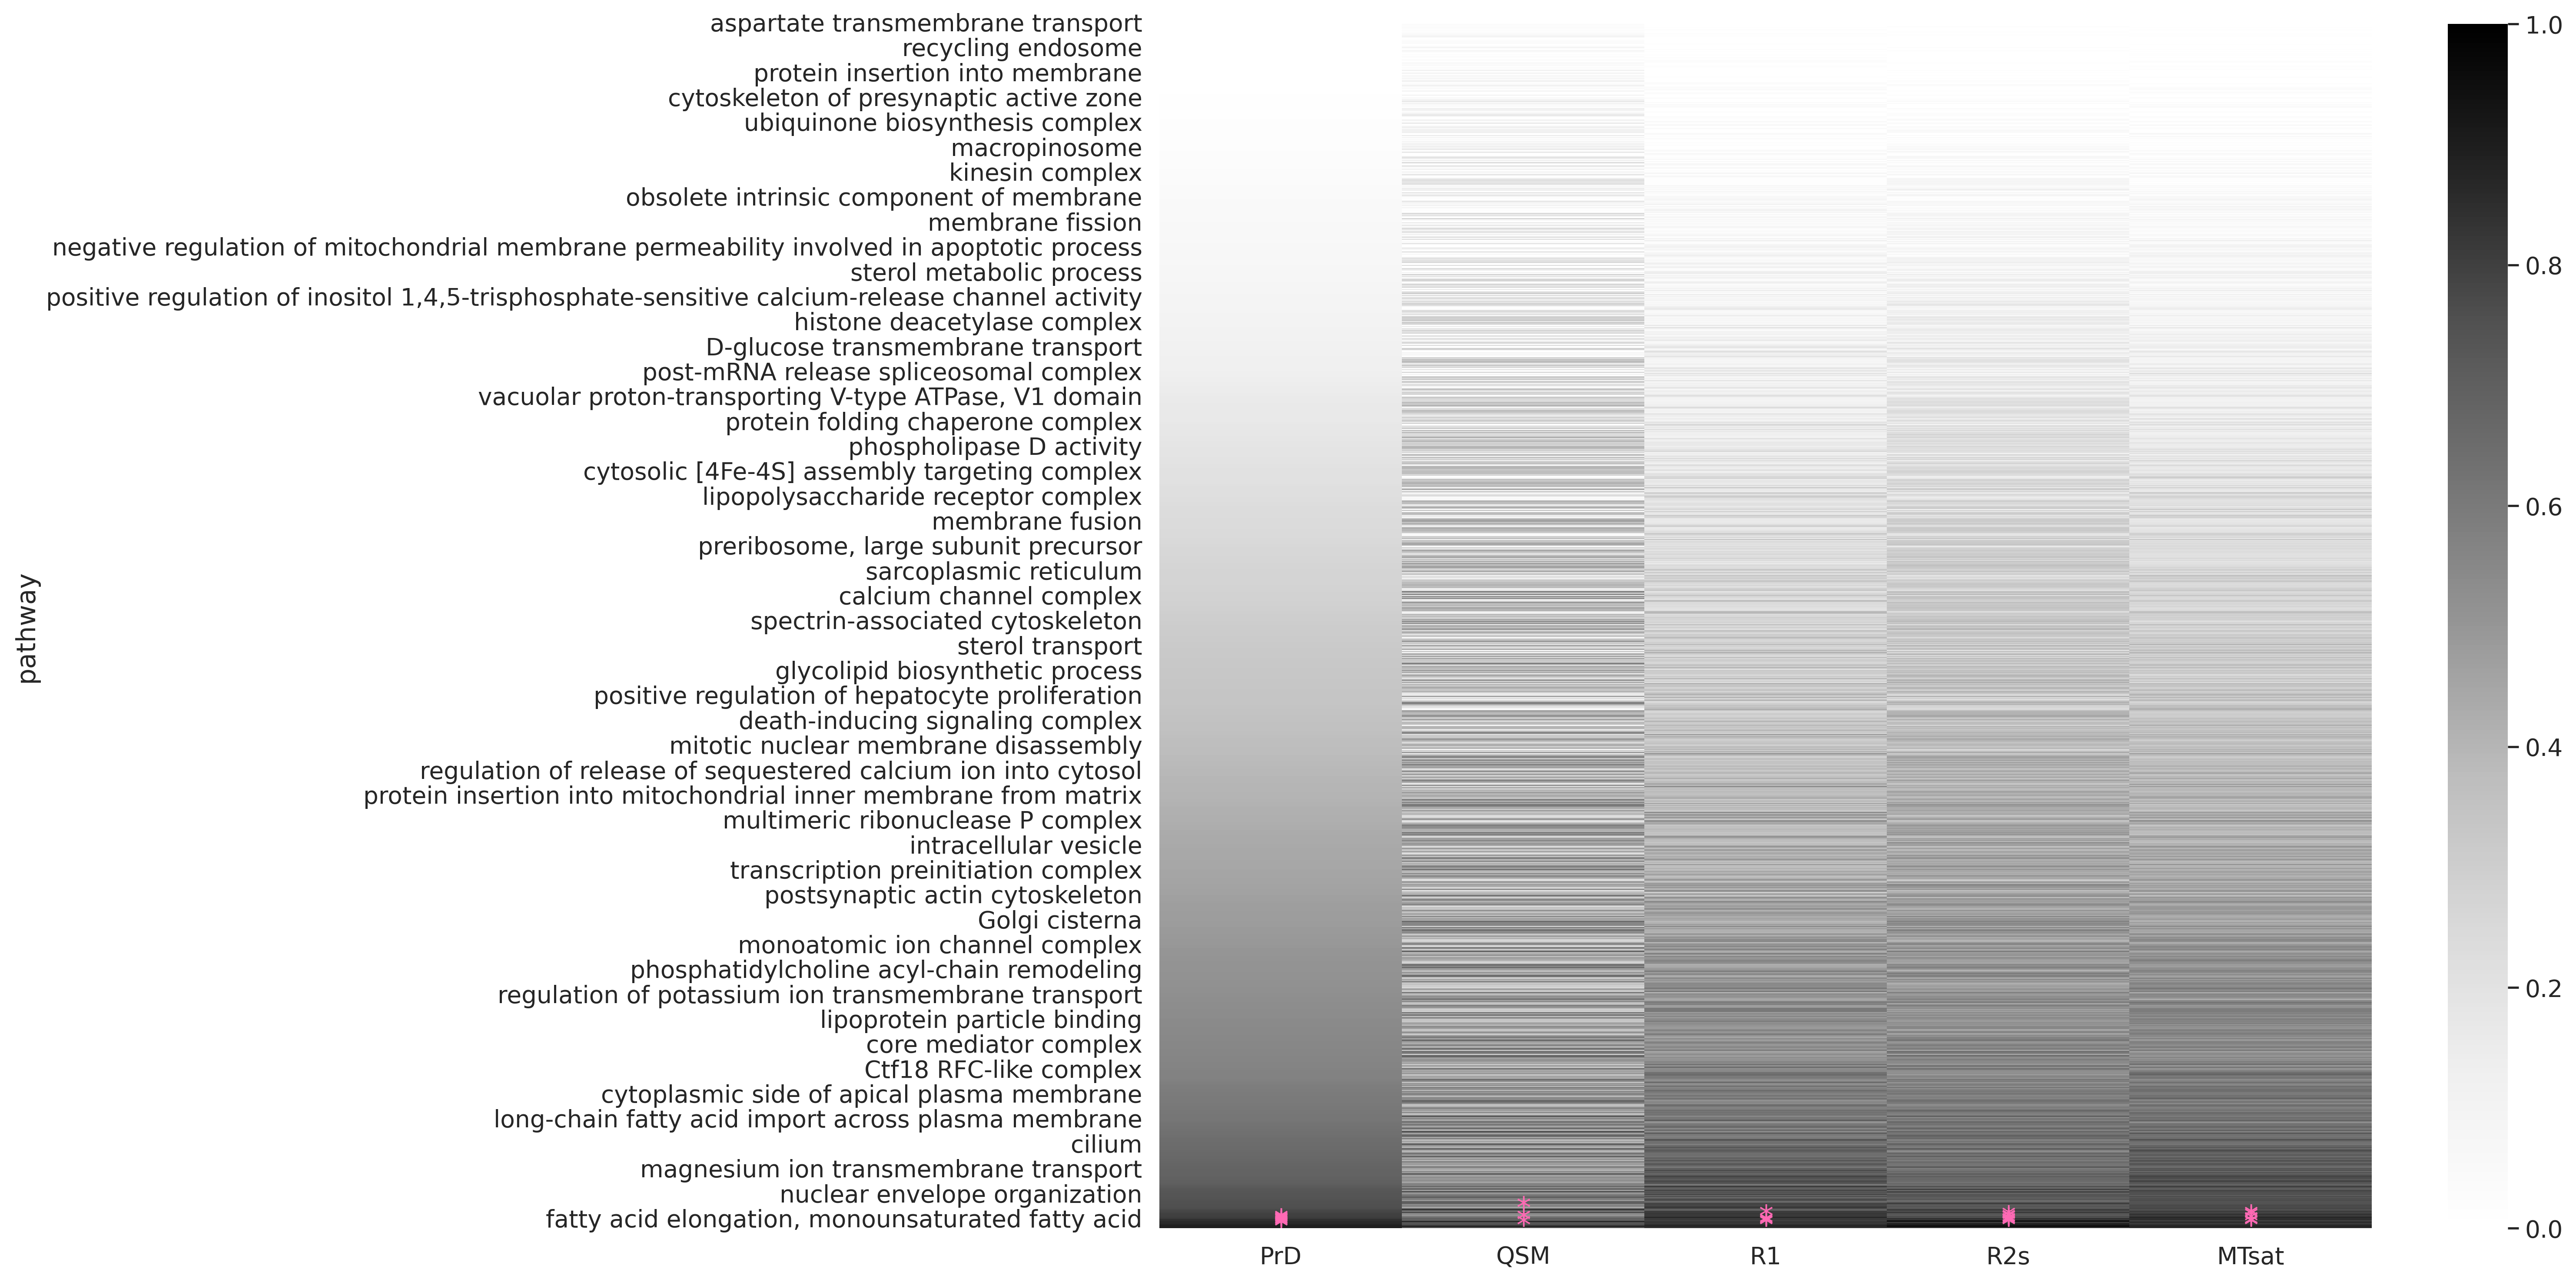 aspartate transmembrane transport
recycling endosome
protein insertion into membrane
cytoskeleton of presynaptic active zone
ubiquinone biosynthesis complex
macropinosome
kinesin complex
obsolete intrinsic component of membrane
membrane fission
negative regulation of mitochondrial membrane permeability involved in apoptotic process
sterol metabolic process
positive regulation of inositol 1,4,5-trisphosphate-sensitive calcium-release channel activity
histone deacetylase complex
D-glucose transmembrane transport
post-mRNA release spliceosomal complex
vacuolar proton-transporting V-type ATPase, V1 domain
protein folding chaperone complex
phospholipase D activity
cytosolic [4Fe-4S] assembly targeting complex
lipopolysaccharide receptor complex
membrane fusion
preribosome, large subunit precursor
sarcoplasmic reticulum
calcium channel complex
spectrin-associated cytoskeleton
sterol transport
glycolipid biosynthetic process
positive regulation of hepatocyte proliferation
death-inducing signaling complex
mitotic nuclear membrane disassembly
regulation of release of sequestered calcium ion into cytosol
protein insertion into mitochondrial inner membrane from matrix
multimeric ribonuclease P complex
intracellular vesicle
transcription preinitiation complex
postsynaptic actin cytoskeleton
Golgi cisterna
monoatomic ion channel complex
phosphatidylcholine acyl-chain remodeling
regulation of potassium ion transmembrane transport
lipoprotein particle binding
core mediator complex
Ctf18 RFC-like complex
cytoplasmic side of apical plasma membrane
long-chain fatty acid import across plasma membrane
cilium
magnesium ion transmembrane transport
nuclear envelope organization
fatty acid elongation, monounsaturated fatty acid
pathway
PrD QSM R1 R2s MTsat
1.0
0.8
0.6
0.4
0.2
0.0